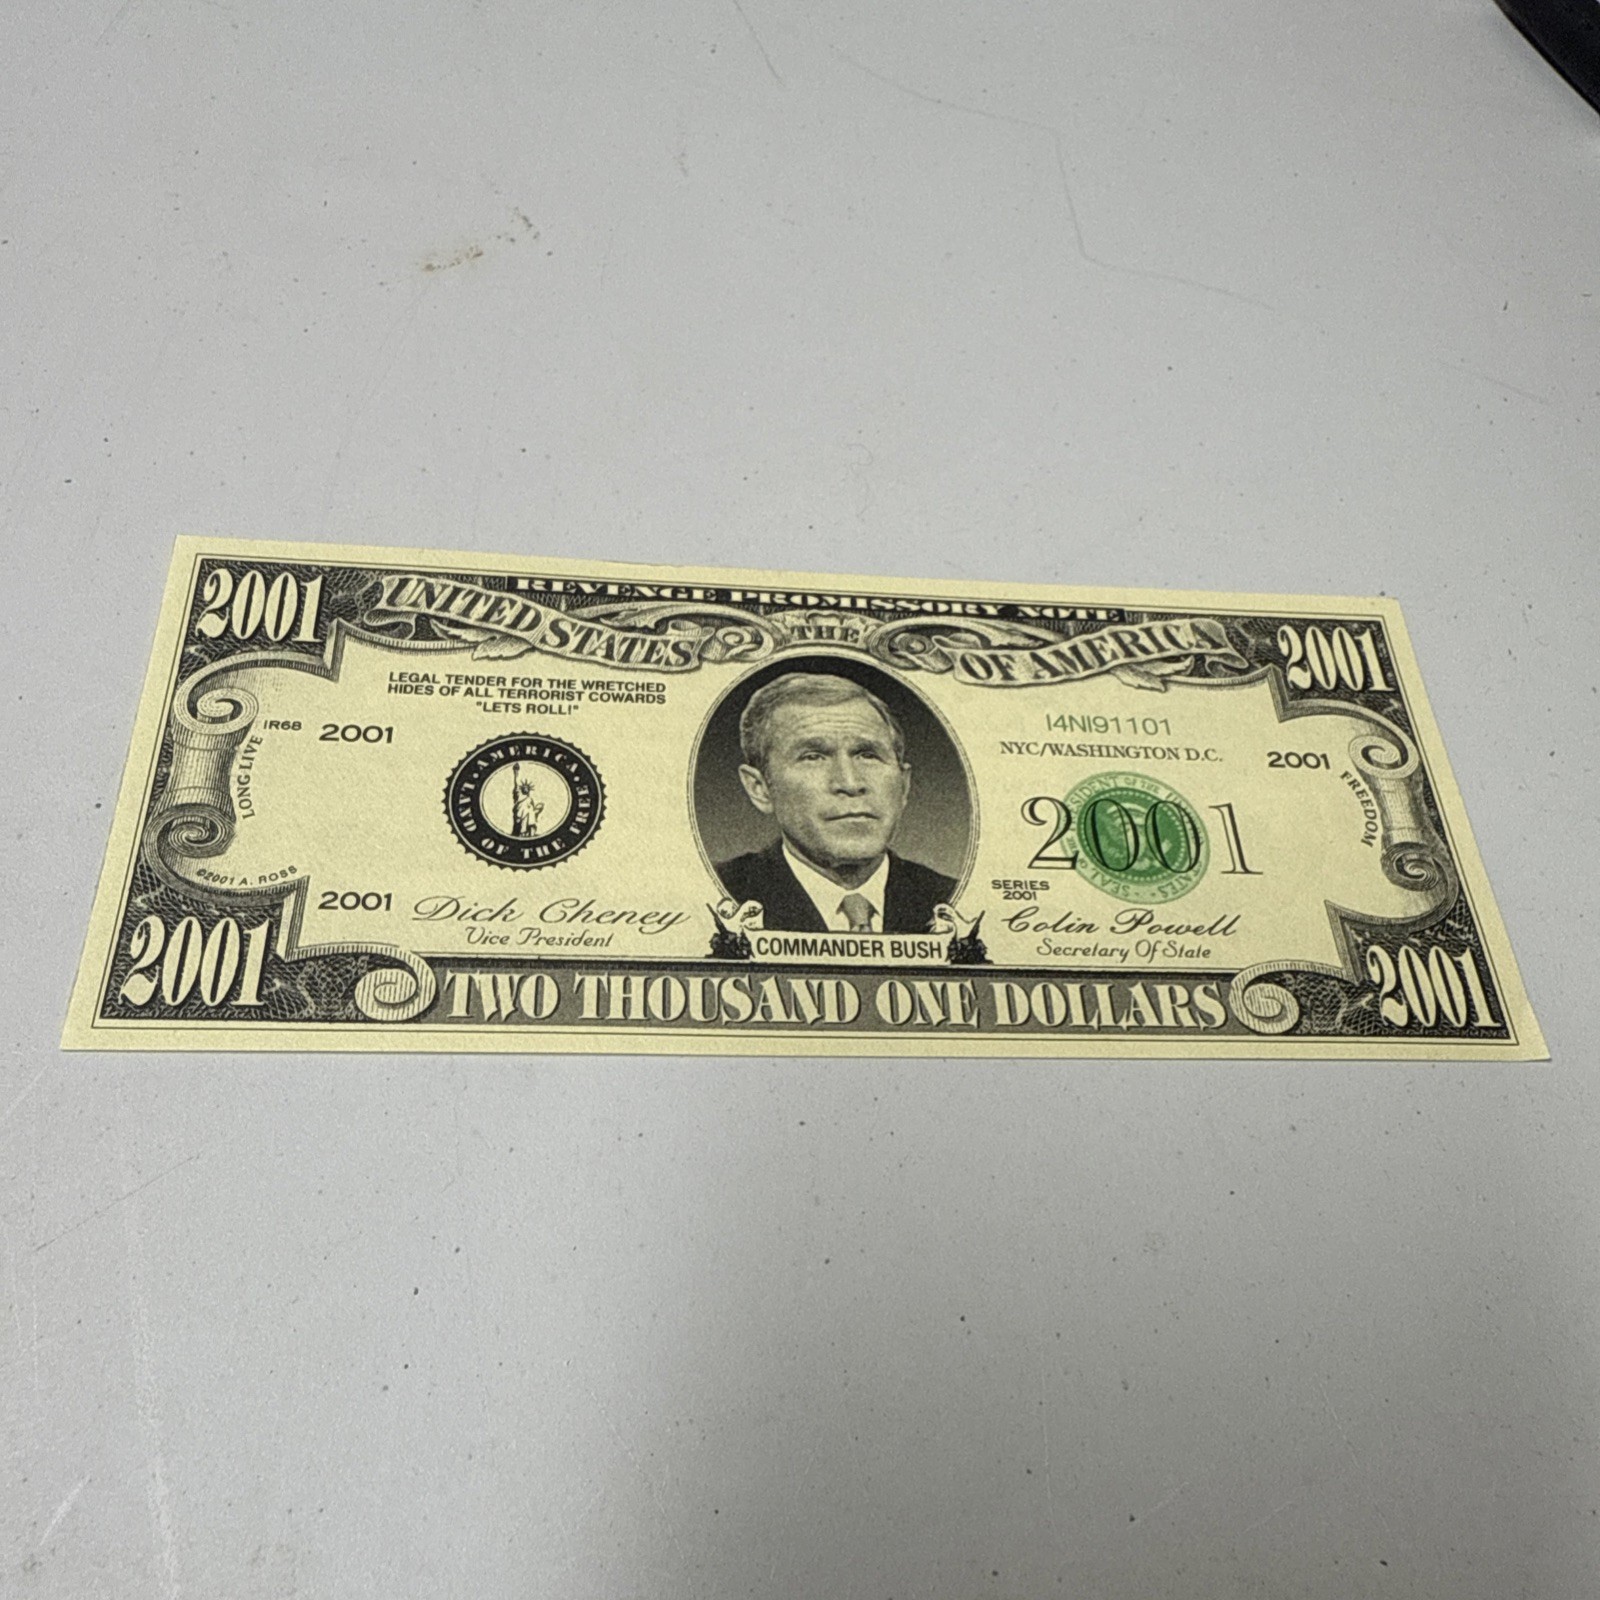 REVENGE PROMISSORY NOTE
2001 UNITED STATES THE OF AMERICA 2001
LEGAL TENDER FOR THE WRETCHED
HIDES OF ALL TERRORIST COWARDS
"LETS ROLL!"
IR68 2001
LONG LIVE
AMERICA
LAND OF THE FREE
I4NI91101
NYC/WASHINGTON D.C.
2001
FREEDOM
2001
SERIES
2001
©2001 A. ROSS
2001
Dick Cheney
Vice President
COMMANDER BUSH
Colin Powell
Secretary Of State
2001 TWO THOUSAND ONE DOLLARS 2001